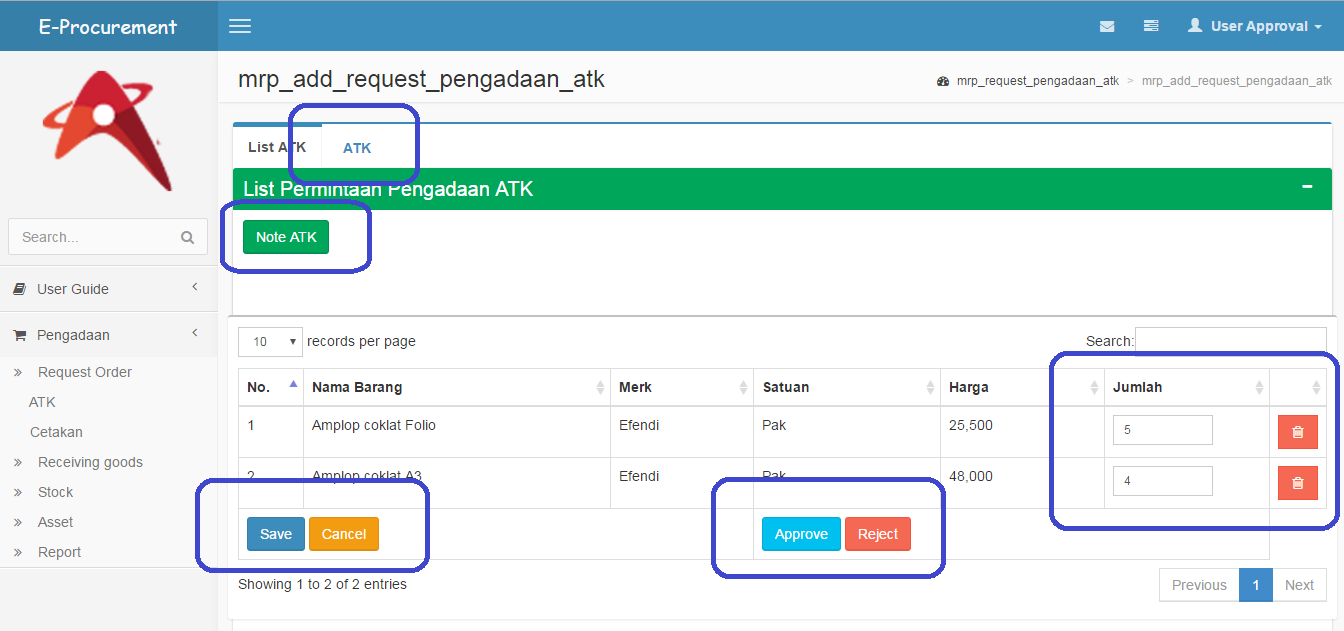 E-Procurement
User Approval
mrp_add_request_pengadaan_atk
mrp_request_pengadaan_atk > mrp_add_request_pengadaan_atk
List ATK ATK
List Permintaan Pengadaan ATK
Search...
Note ATK
User Guide
Pengadaan
Request Order
ATK
Cetakan
Receiving goods
Stock
Asset
Report
10 records per page Search:
No. Nama Barang Merk Satuan Harga Jumlah
1 Amplop coklat Folio Efendi Pak 25,500 5
2 Amplop coklat A3 Efendi Pak 48,000 4
Save Cancel Approve Reject
Showing 1 to 2 of 2 entries
Previous 1 Next